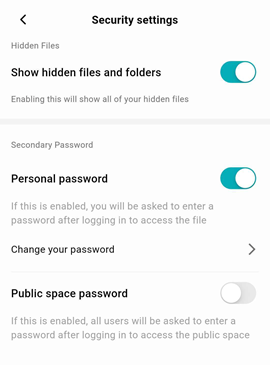 Security settings
Hidden Files
Show hidden files and folders
Enabling this will show all of your hidden files
Secondary Password
Personal password
If this is enabled, you will be asked to enter a
password after logging in to access the file
Change your password
Public space password
If this is enabled, all users will be asked to enter a
password after logging in to access the public space